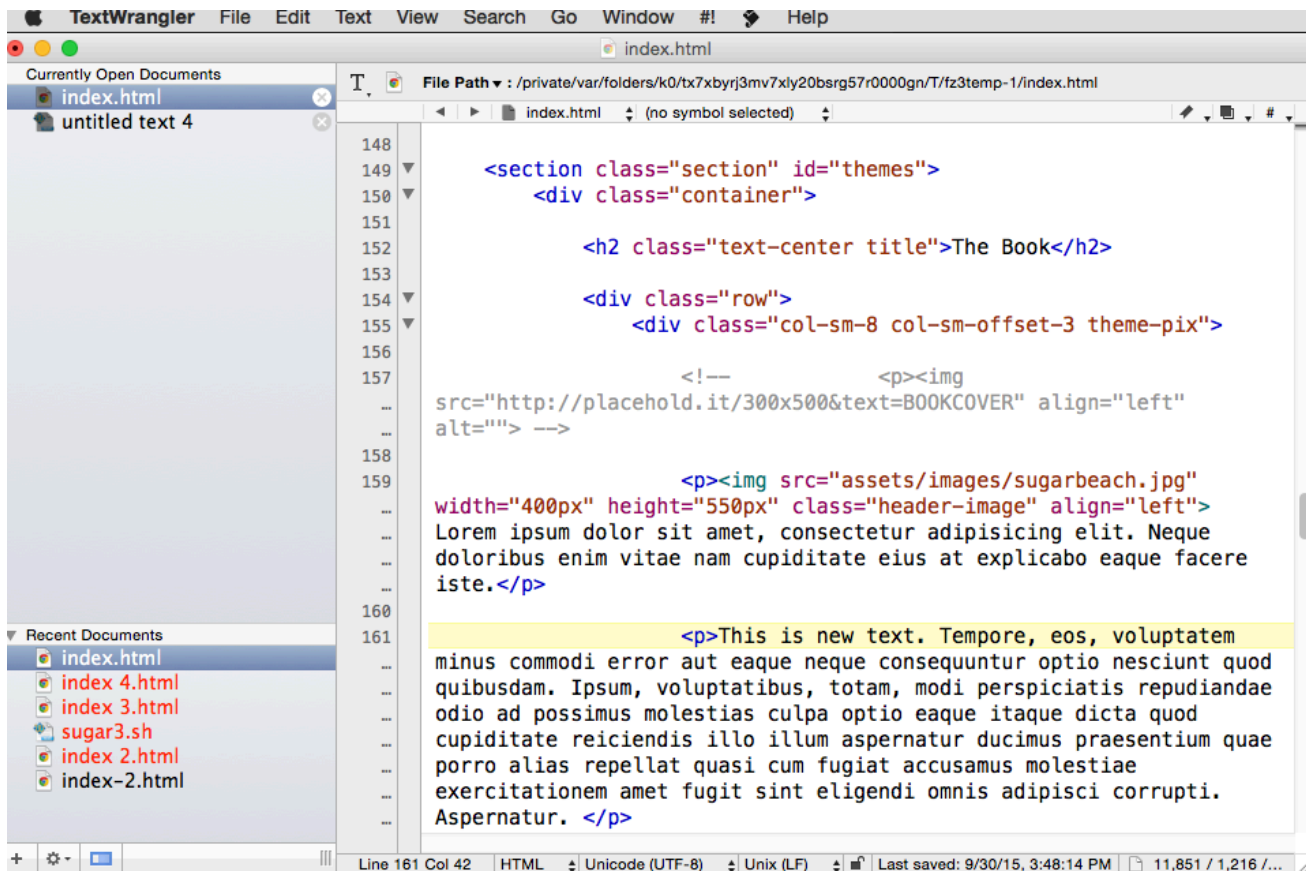 TextWrangler File Edit Text View Search Go Window #! Help
index.html
Currently Open Documents
index.html
untitled text 4
T File Path ▾ : /private/var/folders/k0/tx7xbyrj3mv7xly20bsrg57r0000gn/T/fz3temp-1/index.html
index.html (no symbol selected) #
148
149 <section class="section" id="themes">
150 <div class="container">
151
152 <h2 class="text-center title">The Book</h2>
153
154 <div class="row">
155 <div class="col-sm-8 col-sm-offset-3 theme-pix">
156
157 <!-- <p><img
src="http://placehold.it/300x500&text=BOOKCOVER" align="left"
alt=""> -->
158
159 <p><img src="assets/images/sugarbeach.jpg"
width="400px" height="550px" class="header-image" align="left">
Lorem ipsum dolor sit amet, consectetur adipisicing elit. Neque
doloribus enim vitae nam cupiditate eius at explicabo eaque facere
iste.</p>
160
161 <p>This is new text. Tempore, eos, voluptatem
minus commodi error aut eaque neque consequuntur optio nesciunt quod
quibusdam. Ipsum, voluptatibus, totam, modi perspiciatis repudiandae
odio ad possimus molestias culpa optio eaque itaque dicta quod
cupiditate reiciendis illo illum aspernatur ducimus praesentium quae
porro alias repellat quasi cum fugiat accusamus molestiae
exercitationem amet fugit sint eligendi omnis adipisci corrupti.
Aspernatur. </p>
Recent Documents
index.html
index 4.html
index 3.html
sugar3.sh
index 2.html
index-2.html
Line 161 Col 42 HTML Unicode (UTF-8) Unix (LF) Last saved: 9/30/15, 3:48:14 PM 11,851 / 1,216 /...